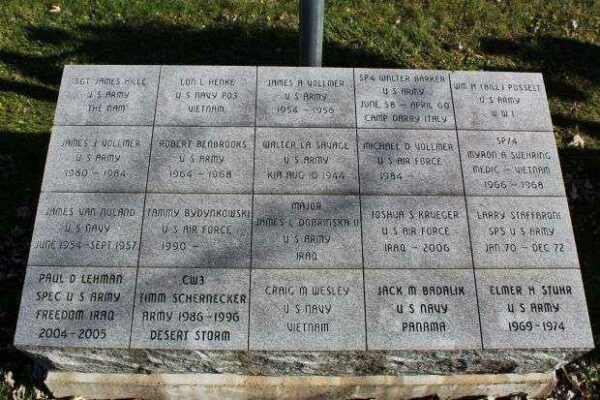 SGT JAMES HILLE
U S ARMY
THE NAM
LON L HENKE
U S NAVY PO3
VIETNAM
JAMES A VOLLMER
U S ARMY
1954 - 1956
SP4 WALTER BARKER
U S ARMY
JUNE 58 - APRIL 60
CAMP DARBY ITALY
WM H (BILL) POSSELT
U S ARMY
W W I
JAMES J VOLLMER
U S ARMY
1980 - 1984
ROBERT BENBROOKS
U S ARMY
1964 - 1968
WALTER LA SAVAGE
U S ARMY
KIA AUG 10 1944
MICHAEL D VOLLMER
U S AIR FORCE
1984 -
SP/4
MYRON A SUEHRING
MEDIC - VIETNAM
1966 - 1968
JAMES VAN NULAND
U S NAVY
JUNE 1954-SEPT 1957
TAMMY BYDYNKOWSKI
U S AIR FORCE
1990 -
MAJOR
JAMES L DOBRINSKA II
U S ARMY
IRAQ
JOSHUA S KRUEGER
U S AIR FORCE
IRAQ - 2006
LARRY STAFFARONI
SP5 U S ARMY
JAN 70 - DEC 72
PAUL D LEHMAN
SPEC U S ARMY
FREEDOM IRAQ
2004-2005
CW3
TIMM SCHERNECKER
ARMY 1986-1996
DESERT STORM
CRAIG M WESLEY
U S NAVY
VIETNAM
JACK M BADALIK
U S NAVY
PANAMA
ELMER H STUHR
U S ARMY
1969-1974